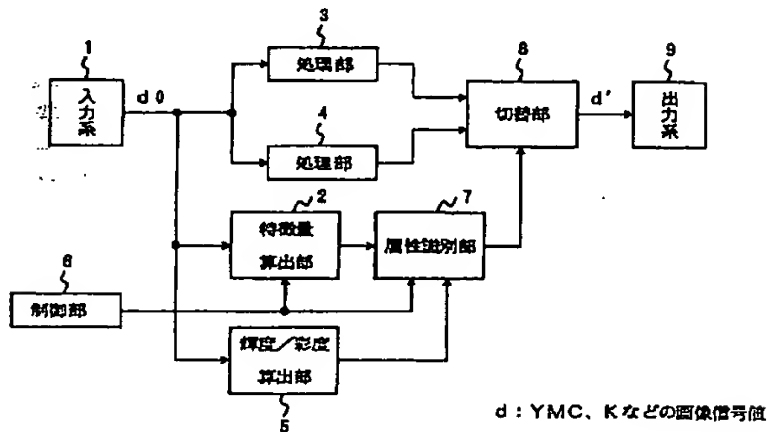 1
入力系
d0
3
処理部
4
処理部
8
切替部
d'
9
出力系
2
特徴量
算出部
7
属性識別部
6
制御部
輝度／彩度
算出部
5
d：YMC、Kなどの画像信号値